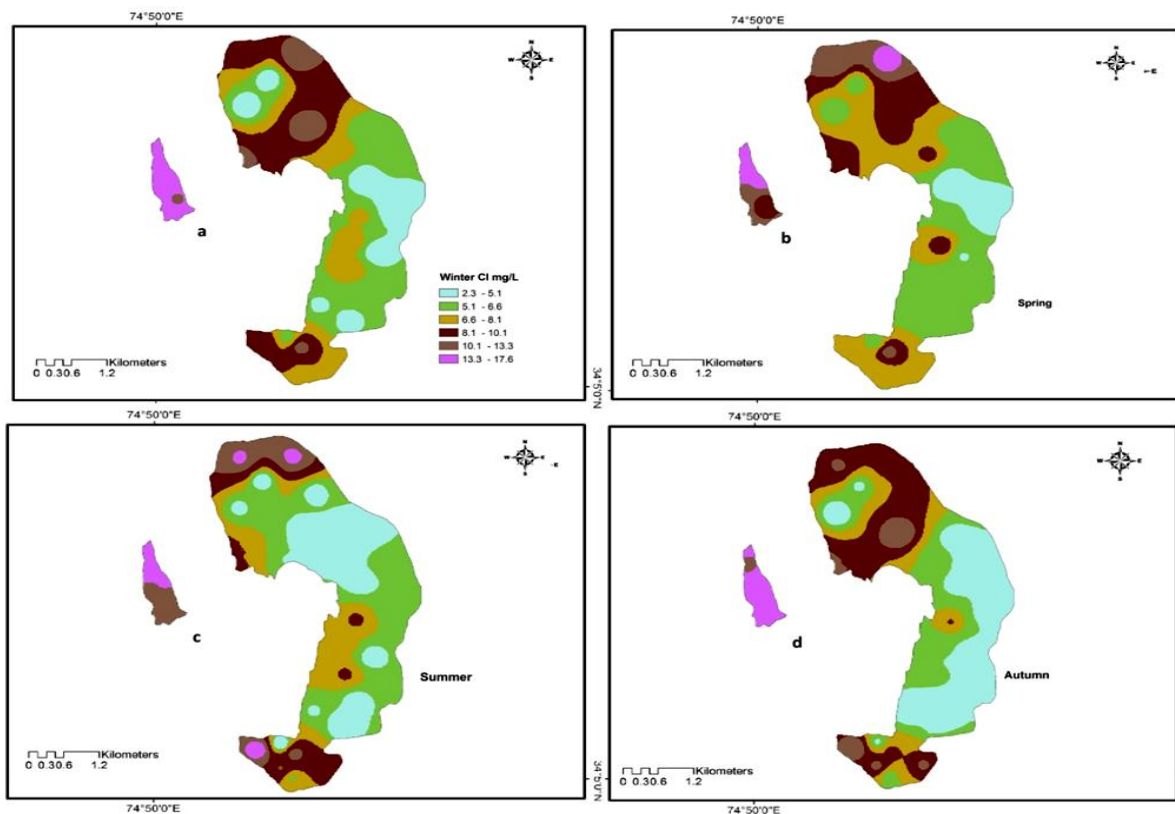 74°50'0"E
N
W E
S
a
Winter Cl mg/L
2.3 - 5.1
5.1 - 6.6
6.6 - 8.1
8.1 - 10.1
10.1 - 13.3
13.3 - 17.6
Kilometers
0 0.30.6 1.2
34°5'0"N
74°50'0"E
N
W E
S
E
b
Spring
Kilometers
0 0.30.6 1.2
74°50'0"E
N
W E
S
E
c
Summer
Kilometers
0 0.30.6 1.2
74°50'0"E
74°50'0"E
N
W E
S
d
Autumn
Kilometers
0 0.30.6 1.2
34°5'0"N
74°50'0"E